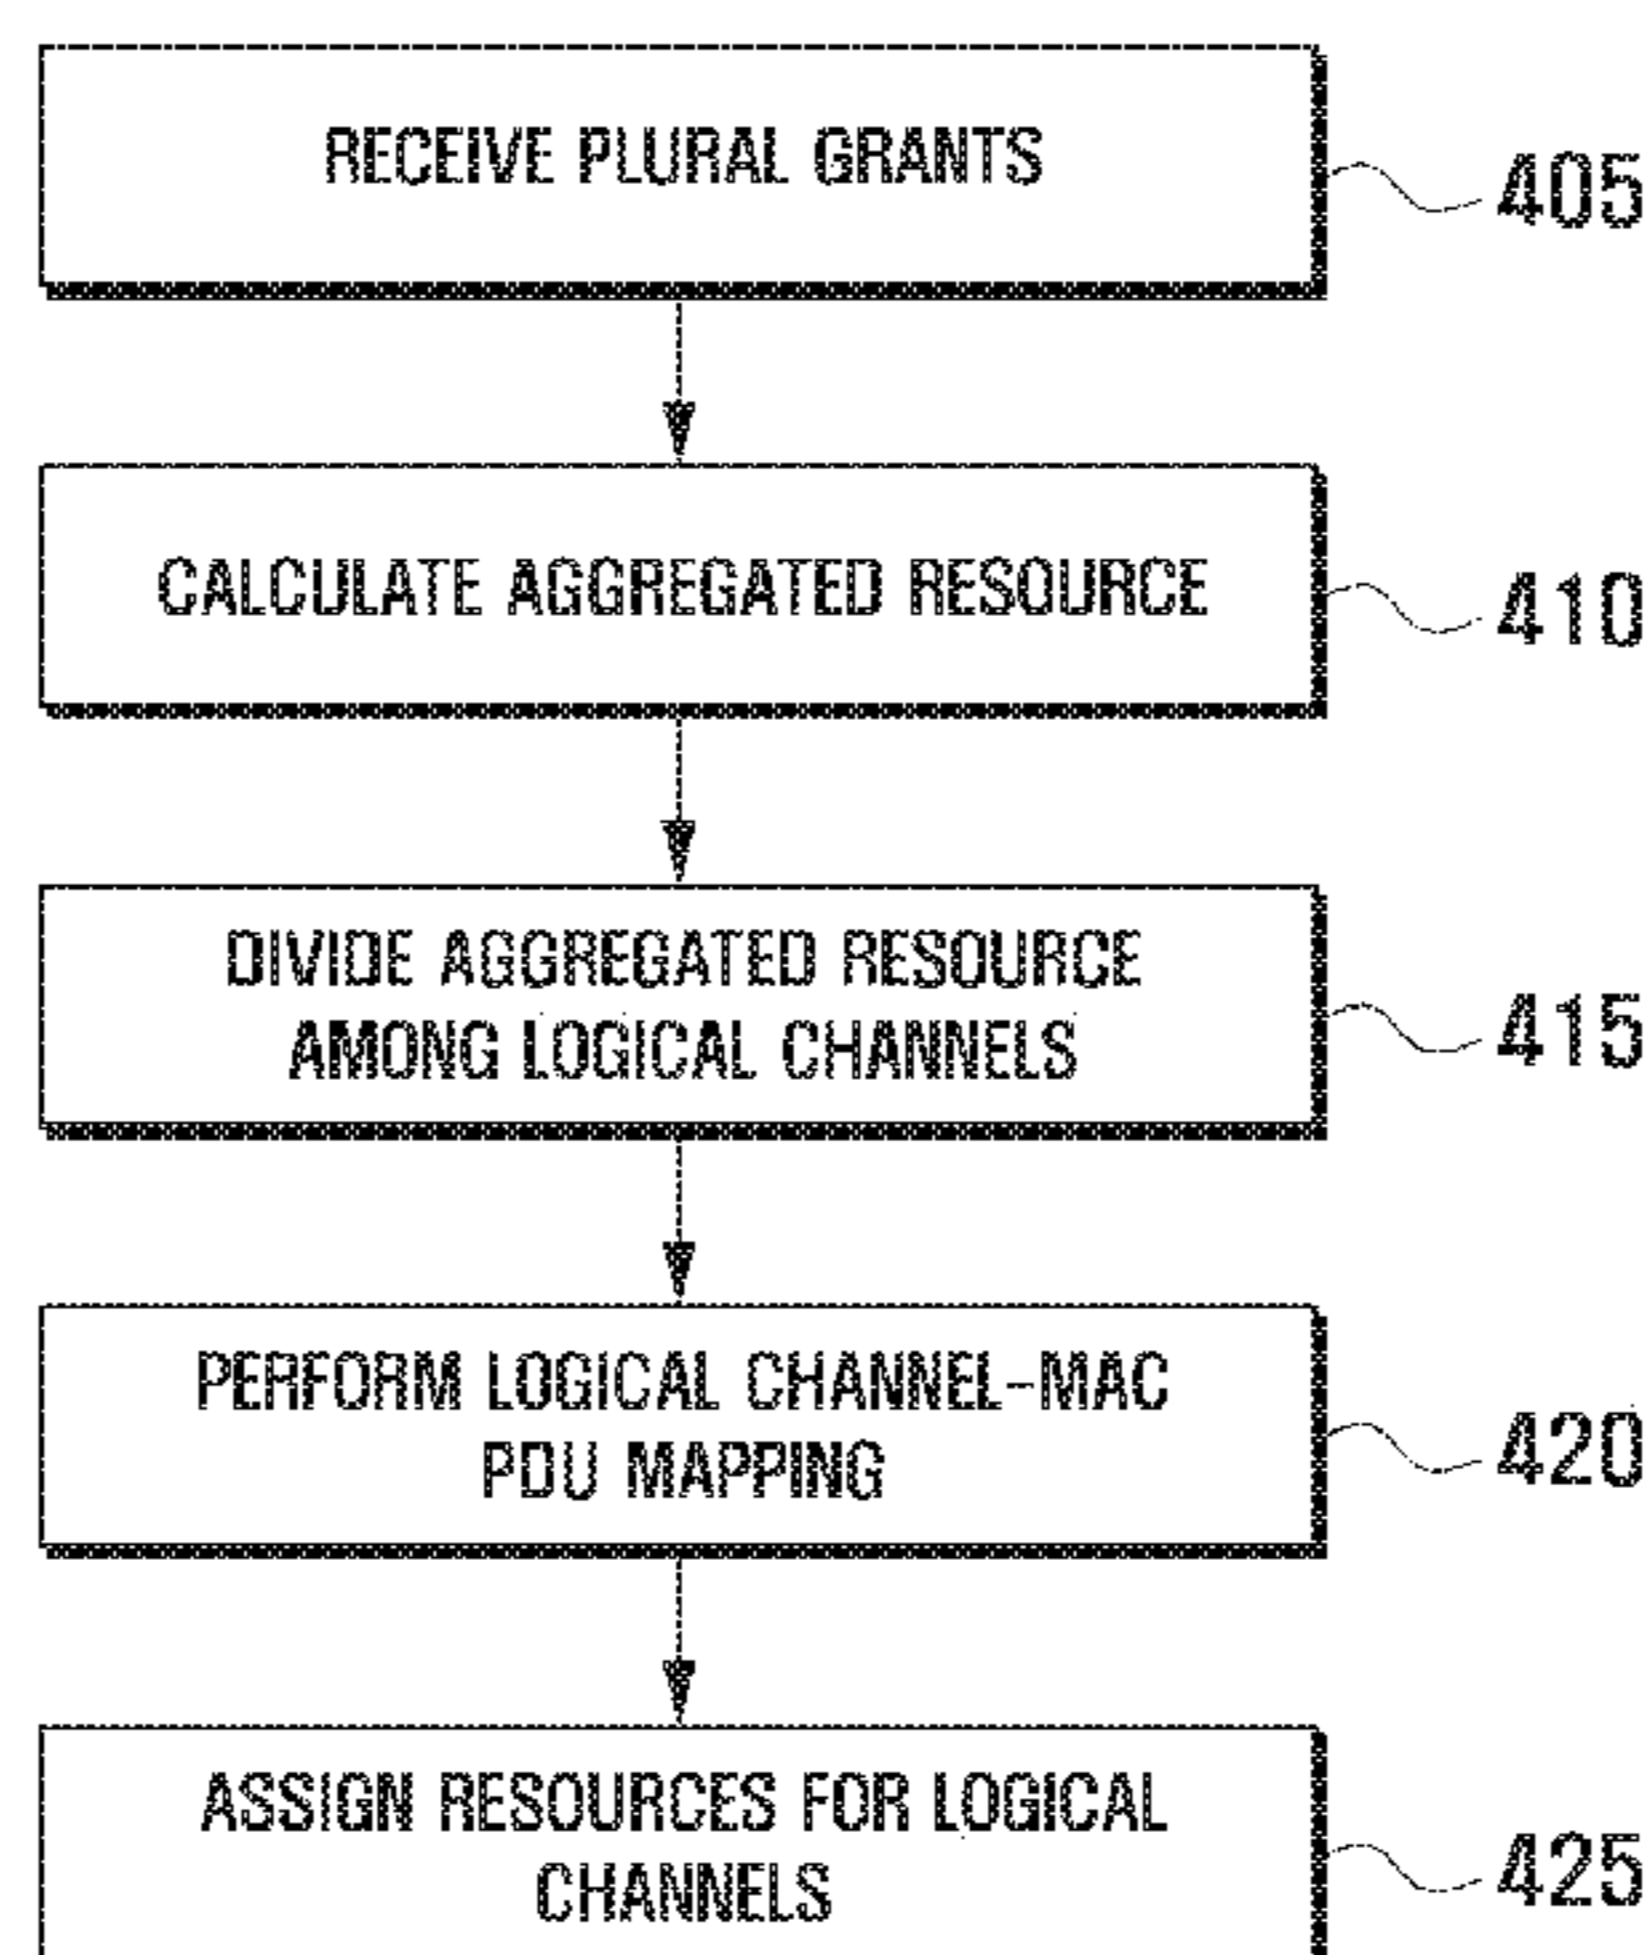 RECEIVE PLURAL GRANTS
405
CALCULATE AGGREGATED RESOURCE
410
DIVIDE AGGREGATED RESOURCE
AMONG LOGICAL CHANNELS
415
PERFORM LOGICAL CHANNEL-MAC
PDU MAPPING
420
ASSIGN RESOURCES FOR LOGICAL
CHANNELS
425